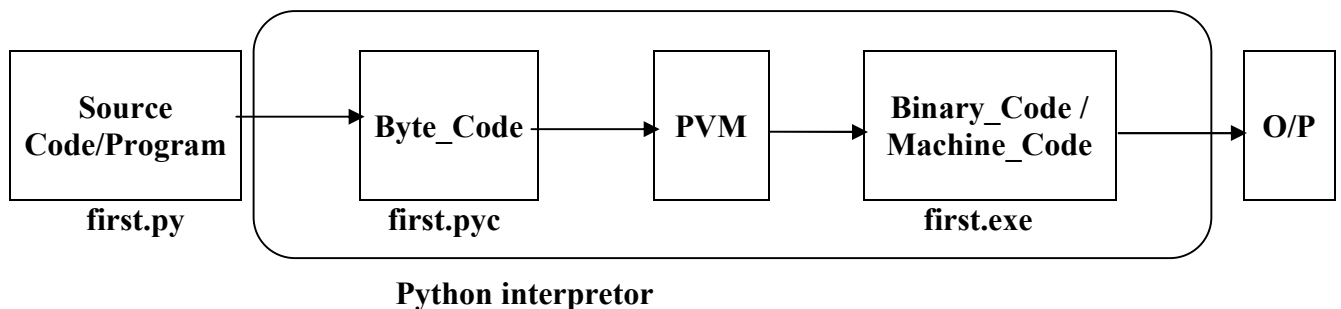 Source
Code/Program
Byte_Code
PVM
Binary_Code /
Machine_Code
O/P
first.py
first.pyc
first.exe
Python interpretor